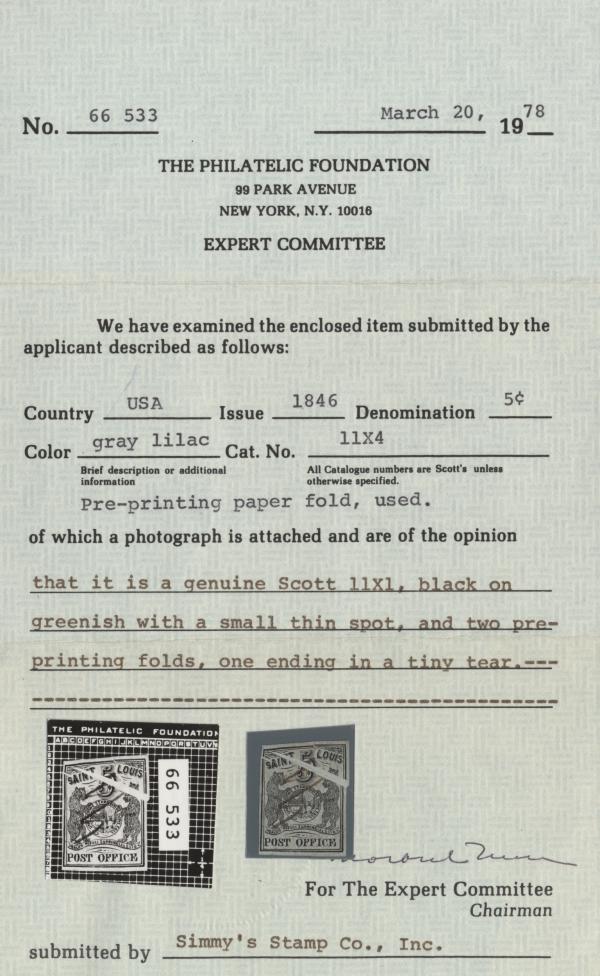 No. 66 533 March 20, 1978
THE PHILATELIC FOUNDATION
99 PARK AVENUE
NEW YORK, N.Y. 10016
EXPERT COMMITTEE
We have examined the enclosed item submitted by the
applicant described as follows:
Country USA Issue 1846 Denomination 5¢
Color gray lilac Cat. No. 11X4
Brief description or additional
information
All Catalogue numbers are Scott's unless
otherwise specified.
Pre-printing paper fold, used.
of which a photograph is attached and are of the opinion
that it is a genuine Scott 11X1, black on
greenish with a small thin spot, and two pre-
printing folds, one ending in a tiny tear.---
THE PHILATELIC FOUNDATION
ABCDEFGHIJKLMNOPQRSTUV
SAINT 5 LOUIS
POST OFFICE
66 533
SAINT 5 LOUIS
POST OFFICE
For The Expert Committee
Chairman
submitted by Simmy's Stamp Co., Inc.